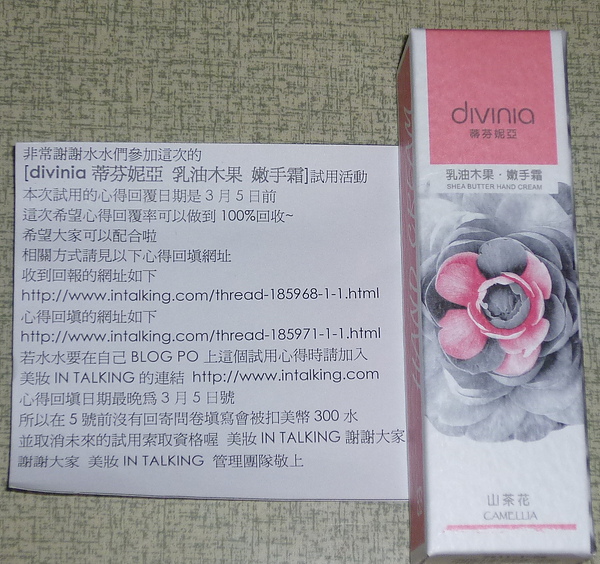 非常謝謝水水們參加這次的
[divinia 蒂芬妮亞 乳油木果 嫩手霜]試用活動
本次試用的心得回覆日期是 3 月 5 日前
這次希望心得回覆率可以做到 100%回收~
希望大家可以配合啦
相關方式請見以下心得回填網址
收到回報的網址如下
http://www.intalking.com/thread-185968-1-1.html
心得回填的網址如下
http://www.intalking.com/thread-185971-1-1.html
若水水要在自己 BLOG PO 上這個試用心得時請加入
美妝 IN TALKING 的連結 http://www.intalking.com
心得回填日期最晚為 3 月 5 日號
所以在 5 號前沒有回寄問卷填寫會被扣美幣 300 水
並取消未來的試用索取資格喔 美妝 IN TALKING 謝謝大家
謝謝大家 美妝 IN TALKING 管理團隊敬上
divinia
蒂芬妮亞
乳油木果·嫩手霜
SHEA BUTTER HAND CREAM
山茶花
CAMELLIA
HAND CREAM